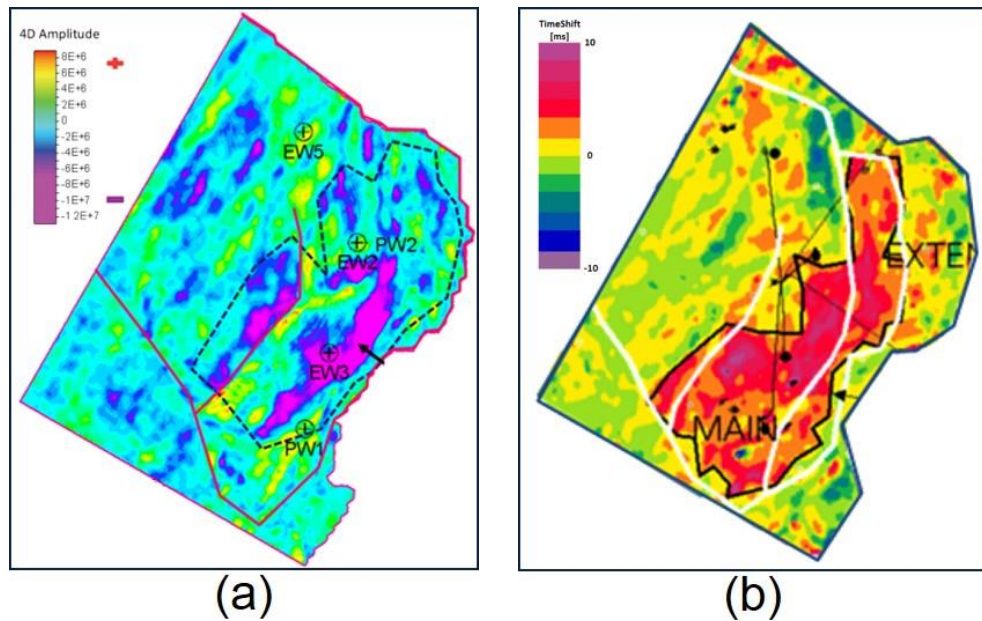 4D Amplitude
8E+6
6E+6
4E+6
2E+6
0
-2E+6
-4E+6
-6E+6
-8E+6
-1E+7
-1 2E+7
EW5
PW2
EW2
EW3
PW1
(a)
TimeShift
[ms]
10
0
-10
EXTEN
MAIN
(b)